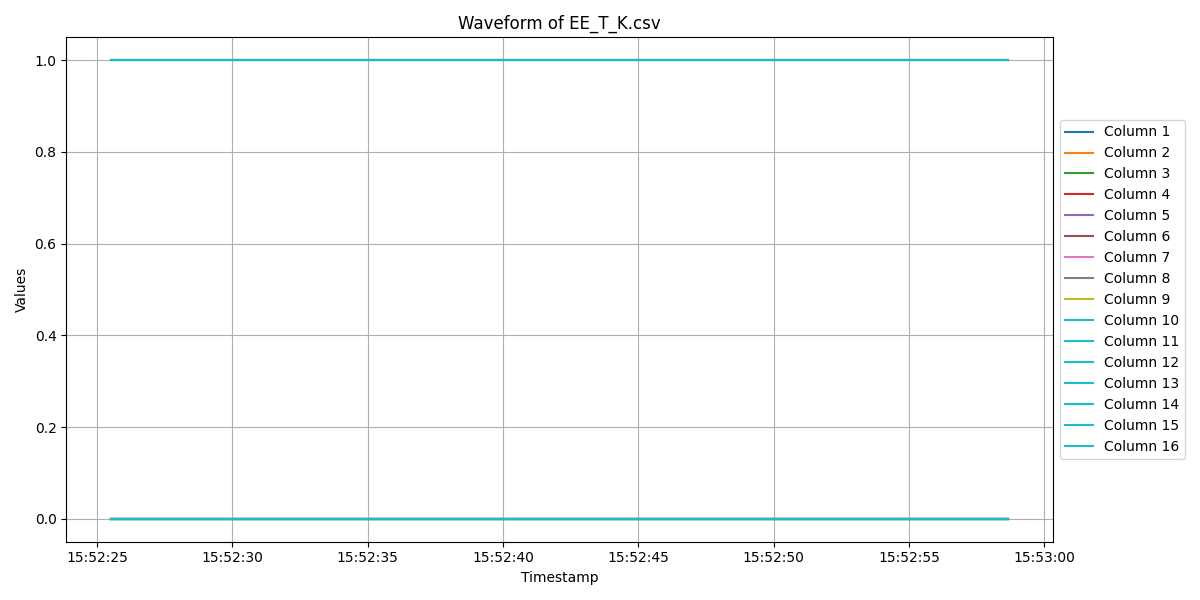 Waveform of EE_T_K.csv
1.0
0.8
0.6
0.4
0.2
0.0
Values
15:52:25 15:52:30 15:52:35 15:52:40 15:52:45 15:52:50 15:52:55 15:53:00
Timestamp
Column 1
Column 2
Column 3
Column 4
Column 5
Column 6
Column 7
Column 8
Column 9
Column 10
Column 11
Column 12
Column 13
Column 14
Column 15
Column 16